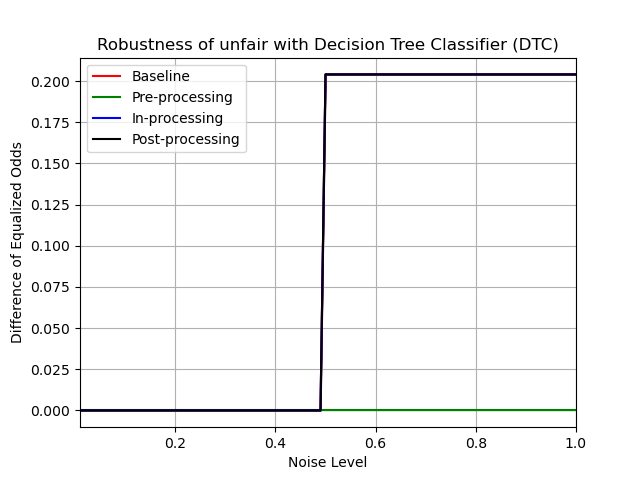 Robustness of unfair with Decision Tree Classifier (DTC)
Baseline
Pre-processing
In-processing
Post-processing
Difference of Equalized Odds
0.200
0.175
0.150
0.125
0.100
0.075
0.050
0.025
0.000
0.2 0.4 0.6 0.8 1.0
Noise Level